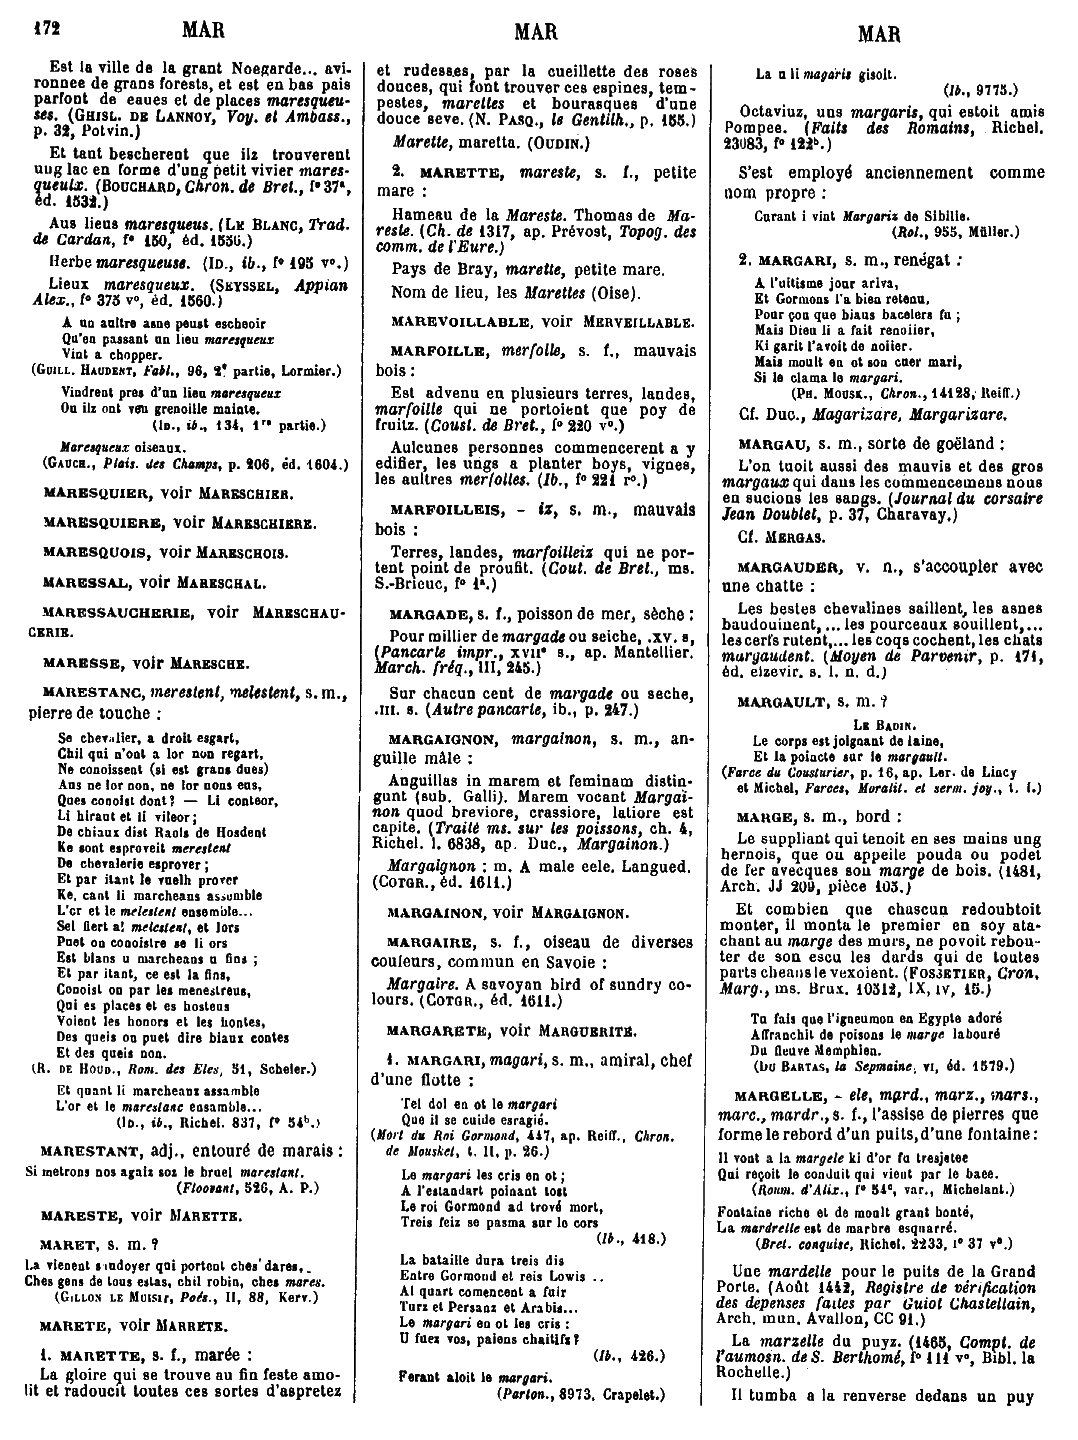 172 MAR MAR MAR
Est la ville de la grant Noegarde... avi-
ronnee de grans forests, et est en bas pais
parfont de eaues et de places maresqueu-
ses. (GHISL. DE LANNOY, Voy. et Ambass.,
p. 32, Potvin.)
Et tant bescherent que ilz trouverent
ung lac en forme d'ung petit vivier mares-
queulx. (BOUCHARD, Chron. de Bret., f° 37ª,
éd. 1532.)
Aus lieus maresqueus. (LE BLANC, Trad.
de Cardan, f° 150, éd. 1556.)
Herbe maresqueuse. (ID., ib., f° 195 v°.)
Lieux maresqueux. (SEYSSEL, Appian
Alex., f° 375 v°, éd. 1560.)
A un aultre asne peust escheoir
Qu'en passant un lieu maresqueux
Vint a chopper.
(GUILL. HAUDENT, Fabl., 96, 2° partie, Lormier.)
Vindrent pres d'un lieu maresqueux
Ou ilz ont veu grenoille mainte.
(ID., ib., 134, 1re partie.)
Maresqueux oiseaux.
(GAUCH., Plais. des Champs, p. 206, éd. 1604.)
MARESQUIER, voir MARESCHIER.
MARESQUIERE, voir MARESCHIERE.
MARESQUOIS, voir MARESCHOIS.
MARESSAL, voir MARESCHAL.
MARESSAUCHERIE, voir MARESCHAU-
CERIE.
MARESSE, voir MARESCHE.
MARESTANC, merestent, melestent, s. m.,
pierre de touche :
Se chevalier, a droit esgart,
Chil qui n'ont a lor non regart,
Ne conoissent (si est grans dues)
Ans ne lor non, ne lor nons eus,
Ques conoist dont? — Li conteor,
Li hiraut et li vileor;
De chiaux dist Raols de Hosdent
Ke sont esproveit merestent
De chevalerie esprover;
Et par itant le vuelh prover
Ke, cant li marcheans assomble
L'or et le melestent ensemble...
Sel fiert al melestent, et lors
Puet on conoistre se li ors
Est blans u marcheans u fins;
Et par itant, ce est la fins,
Conoist on par les menestreus,
Qui es places et es hosteus
Voient les honors et les hontes,
Des queis on puet dire biaux contes
Et des queis non.
(R. DE HOUD., Rom. des Eles, 51, Scheler.)
Et quant li marcheans assamble
L'or et le marestanc ensamble...
(ID., ib., Richel. 837, f° 54b.)
MARESTANT, adj., entouré de marais :
Si metrons nos agaiz soz le bruel marestant.
(Floovant, 526, A. P.)
MARESTE, voir MARETTE.
MARET, s. m. ?
La vienent sindoyer qui portent ches dares,
Ches gens de tous estas, chil robin, ches mares.
(GILLON LE MUISIT, Poés., II, 88, Kerv.)
MARETE, voir MARRETE.
1. MARETTE, s. f., marée :
La gloire qui se trouve au fin feste amo-
lit et radoucit toutes ces sortes d'aspretez
et rudesses, par la cueillette des roses
douces, qui font trouver ces espines, tem-
pestes, marettes et bourasques d'une
douce seve. (N. PASQ., le Gentilh., p. 155.)
Marette, maretta. (OUDIN.)
2. MARETTE, mareste, s. f., petite
mare :
Hameau de la Mareste. Thomas de Ma-
reste. (Ch. de 1317, ap. Prévost, Topog. des
comm. de l'Eure.)
Pays de Bray, marette, petite mare.
Nom de lieu, les Marettes (Oise).
MAREVOILLABLE, voir MERVEILLABLE.
MARFOILLE, merfolle, s. f., mauvais
bois :
Est advenu en plusieurs terres, landes,
marfoille qui ne portoient que poy de
fruitz. (Coust. de Bret., f° 220 v°.)
Aulcunes personnes commencerent a y
edifier, les ungs a planter boys, vignes,
les aultres merfolles. (Ib., f° 221 r°.)
MARFOILLEIS, - iz, s. m., mauvais
bois :
Terres, landes, marfoilleiz qui ne por-
tent point de proufit. (Cout. de Bret., ms.
S.-Brieuc, f° 1ª.)
MARGADE, s. f., poisson de mer, sèche :
Pour millier de margade ou seiche, .xv. s,
(Pancarte impr., XVIIe s., ap. Mantellier.
March. fréq., III, 245.)
Sur chacun cent de margade ou seche,
.III. s. (Autre pancarte, ib., p. 247.)
MARGAIGNON, margainon, s. m., an-
guille mâle :
Anguillas in marem et feminam distin-
gunt (sub. Galli). Marem vocant Margai-
non quod breviore, crassiore, latiore est
capite. (Traité ms. sur les poissons, ch. 4,
Richel. l. 6838, ap. Duc., Margainon.)
Margaignon : m. A male eele. Langued.
(COTGR., éd. 1611.)
MARGAINON, voir MARGAIGNON.
MARGAIRE, s. f., oiseau de diverses
couleurs, commun en Savoie :
Margaire. A savoyan bird of sundry co-
lours. (COTGR., éd. 1611.)
MARGARETE, voir MARGUERITE.
1. MARGARI, magari, s. m., amiral, chef
d'une flotte :
Tel dol en ot le margari
Que il se cuide esragié.
(Mort du Roi Gormond, 447, ap. Reiff., Chron.
de Mousket, t. II, p. 26.)
Le margari les cris en ot;
A l'estandart poinant tost
Le roi Gormond ad trové mort,
Treis feiz se pasma sur le cors
(Ib., 418.)
La bataille dura treis dis
Entre Gormond et reis Lowis ..
Al quart comencent a fuir
Turz et Persanz et Arabis...
Le margari en ot les cris :
U fuez vos, paiens chaitifs?
(Ib., 426.)
Ferant aloit le margari.
(Parton., 8973, Crapelet.)
La u li magaris gisoit.
(Ib., 9775.)
Octaviuz, uns margaris, qui estoit amis
Pompee. (Faits des Romains, Richel.
23083, f° 122b.)
S'est employé anciennement comme
nom propre :
Curant i vint Margariz de Sibilie.
(Rol., 955, Müller.)
2. MARGARI, s. m., renégat :
A l'uitisme jour ariva,
Et Gormons l'a bien retenu,
Pour çou que biaus bacelers fu;
Mais Dieu li a fait renoiier,
Ki garit l'avoit de noiier.
Mais moult en ot son cuer mari,
Si le clama le margari.
(PH. MOUSK., Chron., 14128, Reiff.)
Cf. Duc., Magarizare, Margarizare.
MARGAU, s. m., sorte de goëland :
L'on tuoit aussi des mauvis et des gros
margaux qui dans les commencemens nous
en sucions les sangs. (Journal du corsaire
Jean Doublet, p. 37, Charavay.)
Cf. MERGAS.
MARGAUDER, v. n., s'accoupler avec
une chatte :
Les bestes chevalines saillent, les asnes
baudouinent,... les pourceaux souillent,...
les cerfs rutent,... les coqs cochent, les chats
margaudent. (Moyen de Parvenir, p. 171,
éd. elzevir. s. l. n. d.)
MARGAULT, s. m. ?
LE BADIN.
Le corps est joignant de laine,
Et la poincte sur le margault.
(Farce du Cousturier, p. 16, ap. Ler. de Lincy
et Michel, Farces, Moralit. et serm. joy., t. I.)
MARGE, s. m., bord :
Le suppliant qui tenoit en ses mains ung
hernois, que on appelle pouda ou podet
de fer avecques son marge de bois. (1481,
Arch. JJ 209, pièce 103.)
Et combien que chascun redoubtoit
monter, il monta le premier en soy ata-
chant au marge des murs, ne povoit rebou-
ter de son escu les dards qui de toutes
parts cheans le vexoient. (FOSSETIER, Cron.
Marg., ms. Brux. 10312, IX, IV, 15.)
Tu fais que l'igneumon en Egypte adoré
Affranchit de poisons le marge labouré
Du fleuve Memphien.
(DU BARTAS, la Sepmaine, VI, éd. 1579.)
MARGELLE, - ele, mard., marz., mars.,
marc., mardr., s. f., l'assise de pierres que
forme le rebord d'un puits, d'une fontaine :
Il vont a la margele ki d'or fu tresjetee
Qui reçoit le conduit qui vient par le baee.
(Roum. d'Alix., f° 54c, var., Michelant.)
Fontaine riche et de moult grant bonté,
La mardrelle est de marbre esquarré.
(Bret. conquise, Richel. 2233, f° 37 v°.)
Une mardelle pour le puits de la Grand
Porte. (Août 1442, Registre de vérification
des depenses faites par Guiot Chastellain,
Arch. mun. Avallon, CC 91.)
La marzelle du puyz. (1465, Compt. de
l'aumosn. de S. Berthomé, f° 111 v°, Bibl. la
Rochelle.)
Il tumba a la renverse dedans un puy